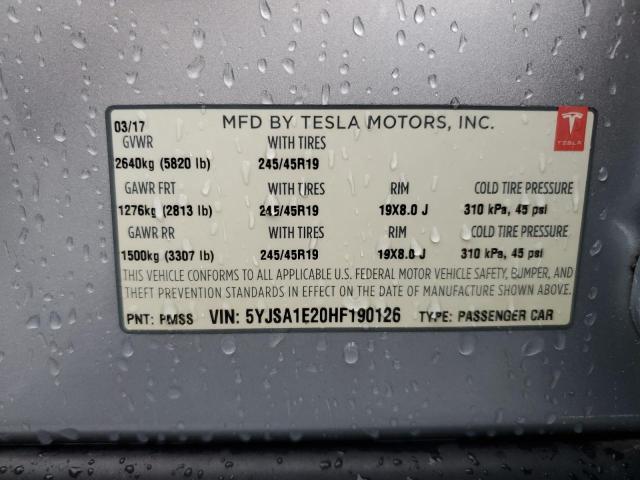 03/17 MFD BY TESLA MOTORS, INC.
TESLA
GVWR WITH TIRES
2640kg (5820 lb) 245/45R19
GAWR FRT WITH TIRES RIM COLD TIRE PRESSURE
1276kg (2813 lb) 245/45R19 19X8.0 J 310 kPa, 45 psi
GAWR RR WITH TIRES RIM COLD TIRE PRESSURE
1500kg (3307 lb) 245/45R19 19X8.0 J 310 kPa, 45 psi
THIS VEHICLE CONFORMS TO ALL APPLICABLE U.S. FEDERAL MOTOR VEHICLE SAFETY, BUMPER, AND
THEFT PREVENTION STANDARDS IN EFFECT ON THE DATE OF MANUFACTURE SHOWN ABOVE.
PNT: PMSS VIN: 5YJSA1E20HF190126 TYPE: PASSENGER CAR